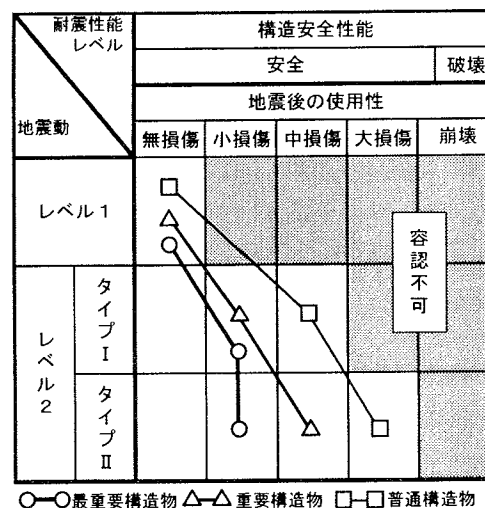 耐震性能
レベル
地震動
構造安全性能
安全
破壊
地震後の使用性
無損傷
小損傷
中損傷
大損傷
崩壊
レベル1
容認不可
レベル2
タイプI
タイプII
最重要構造物
重要構造物
普通構造物